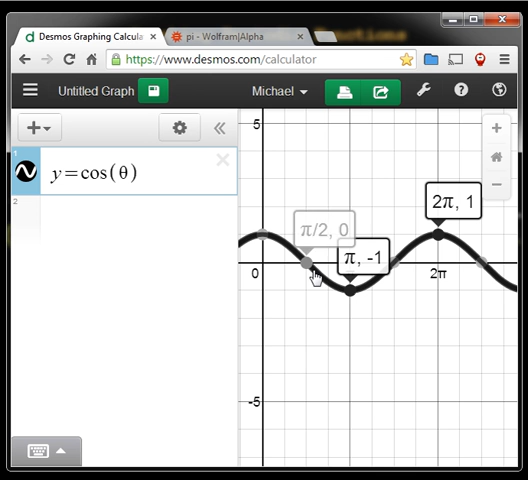 Desmos Graphing Calcula
pi - Wolfram|Alpha
https://www.desmos.com/calculator
Untitled Graph
Michael
1
y=cos(θ)
2
5
2π, 1
π/2, 0
π, -1
0
2π
-5